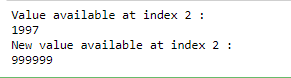 Value available at index 2 :
1997
New value available at index 2 :
999999